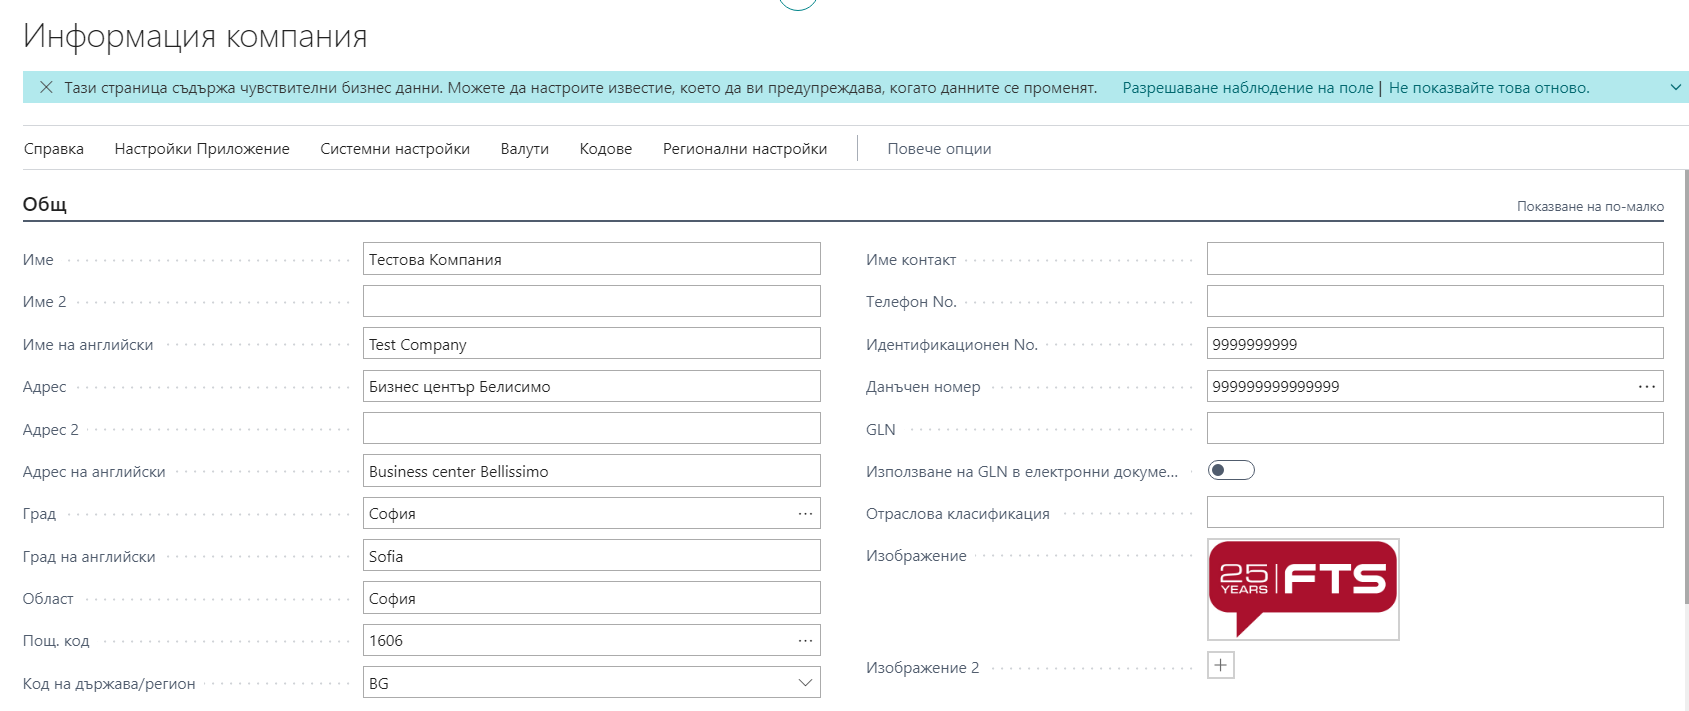 Информация компания
Тази страница съдържа чувствителни бизнес данни. Можете да настроите известие, което да ви предупреждава, когато данните се променят. Разрешаване наблюдение на поле | Не показвайте това отново.
Справка Настройки Приложение Системни настройки Валути Кодове Регионални настройки Повече опции
Общ
Показване на по-малко
Име Тестова Компания
Име 2
Име на английски Test Company
Адрес Бизнес център Белисимо
Адрес 2
Адрес на английски Business center Bellissimo
Град София
Град на английски Sofia
Област София
Пощ. код 1606
Код на държава/регион BG
Име контакт
Телефон No.
Идентификационен No. 9999999999
Данъчен номер 999999999999999
GLN
Използване на GLN в електронни докуме...
Отраслова класификация
Изображение
25 YEARS FTS
Изображение 2